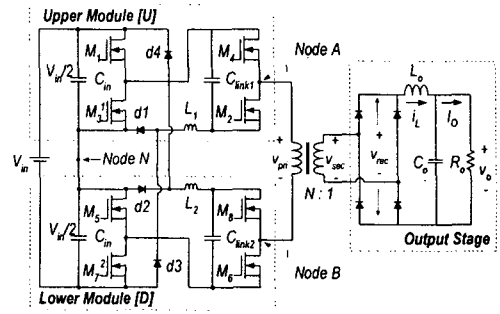 Upper Module [U]
M1
d4
M4
Node A
Vin/2
Cin
Clink1
M3
1
d1
L1
M2
Vin
Node N
N : 1
vpri
vsec
vrec
Lo
iL
Io
Co
Ro
vo
Output Stage
M5
d2
L2
M8
Vin/2
Cin
Clink2
M7
2
d3
M6
Node B
Lower Module [D]